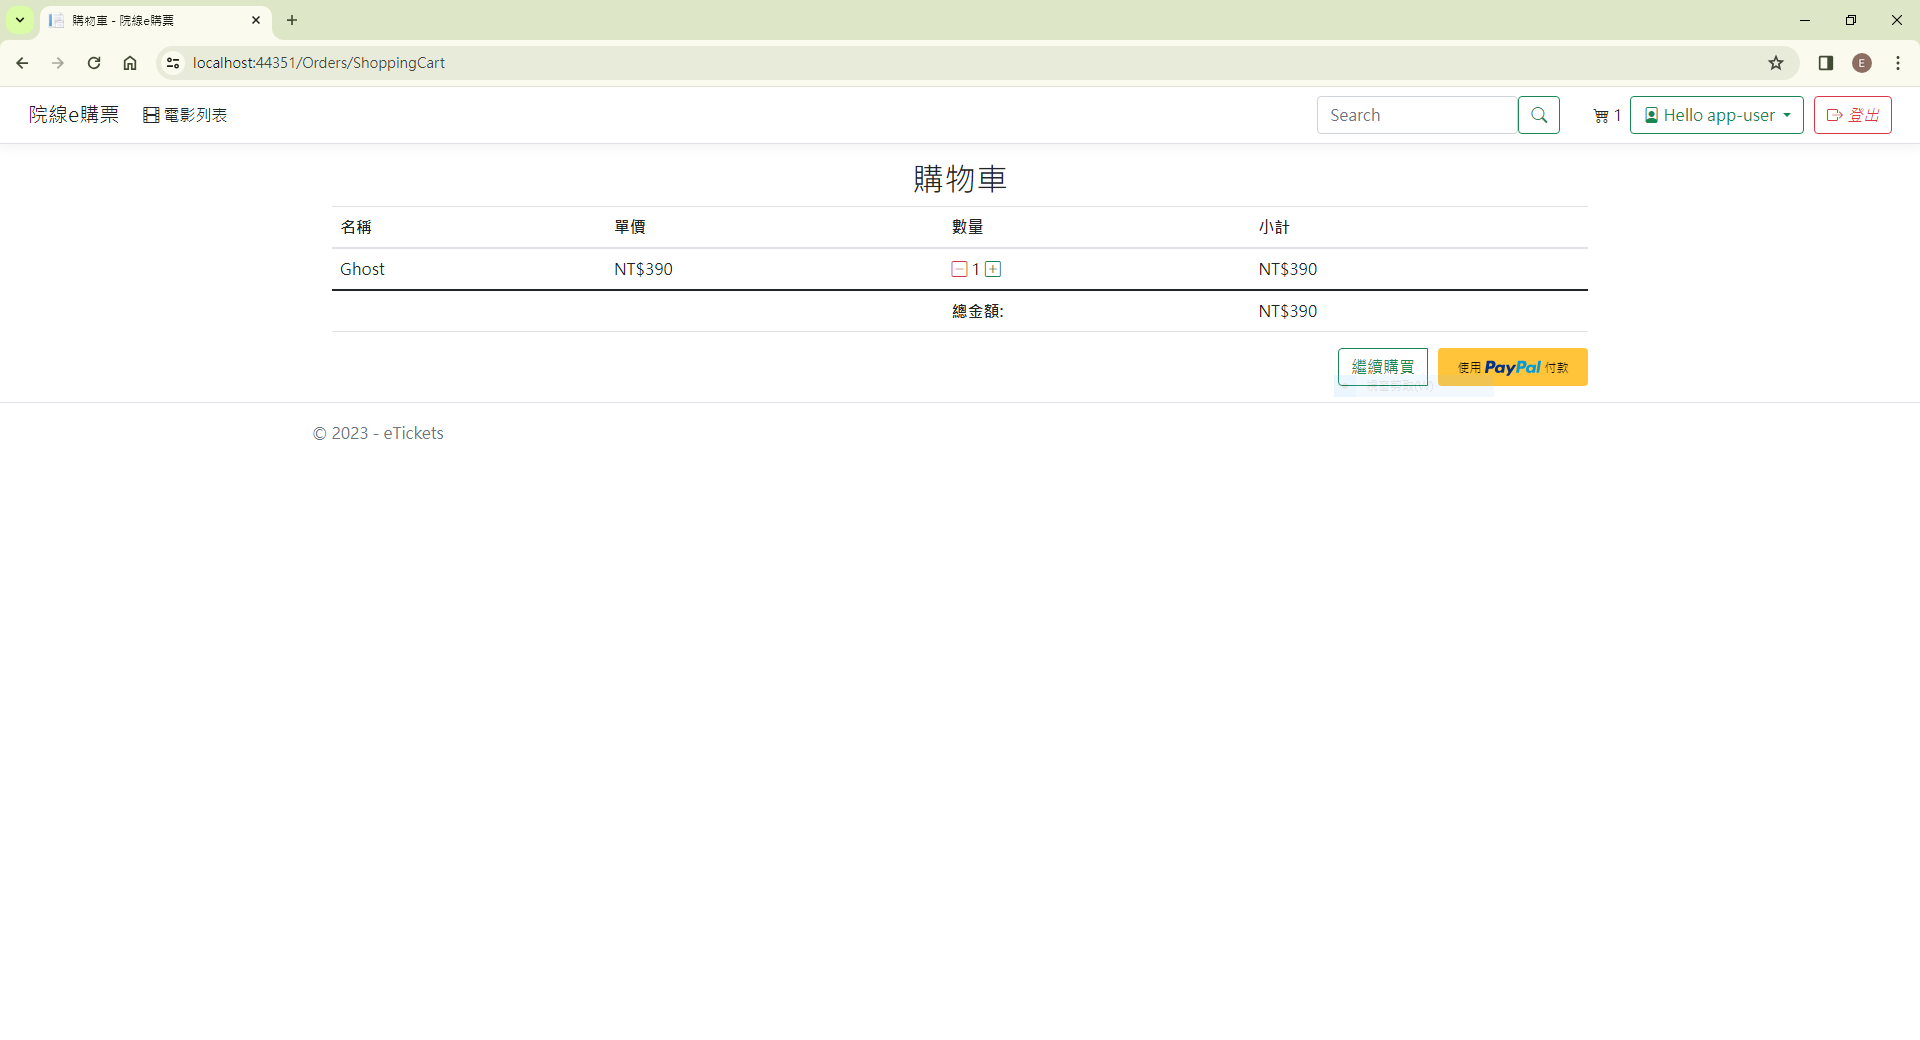 購物車 - 院線e購票
localhost:44351/Orders/ShoppingCart
E
院線e購票 電影列表 Search 1 Hello app-user 登出
購物車
名稱 單價 數量 小計
Ghost NT$390 1 NT$390
總金額: NT$390
繼續購買 使用 PayPal 付款
© 2023 - eTickets